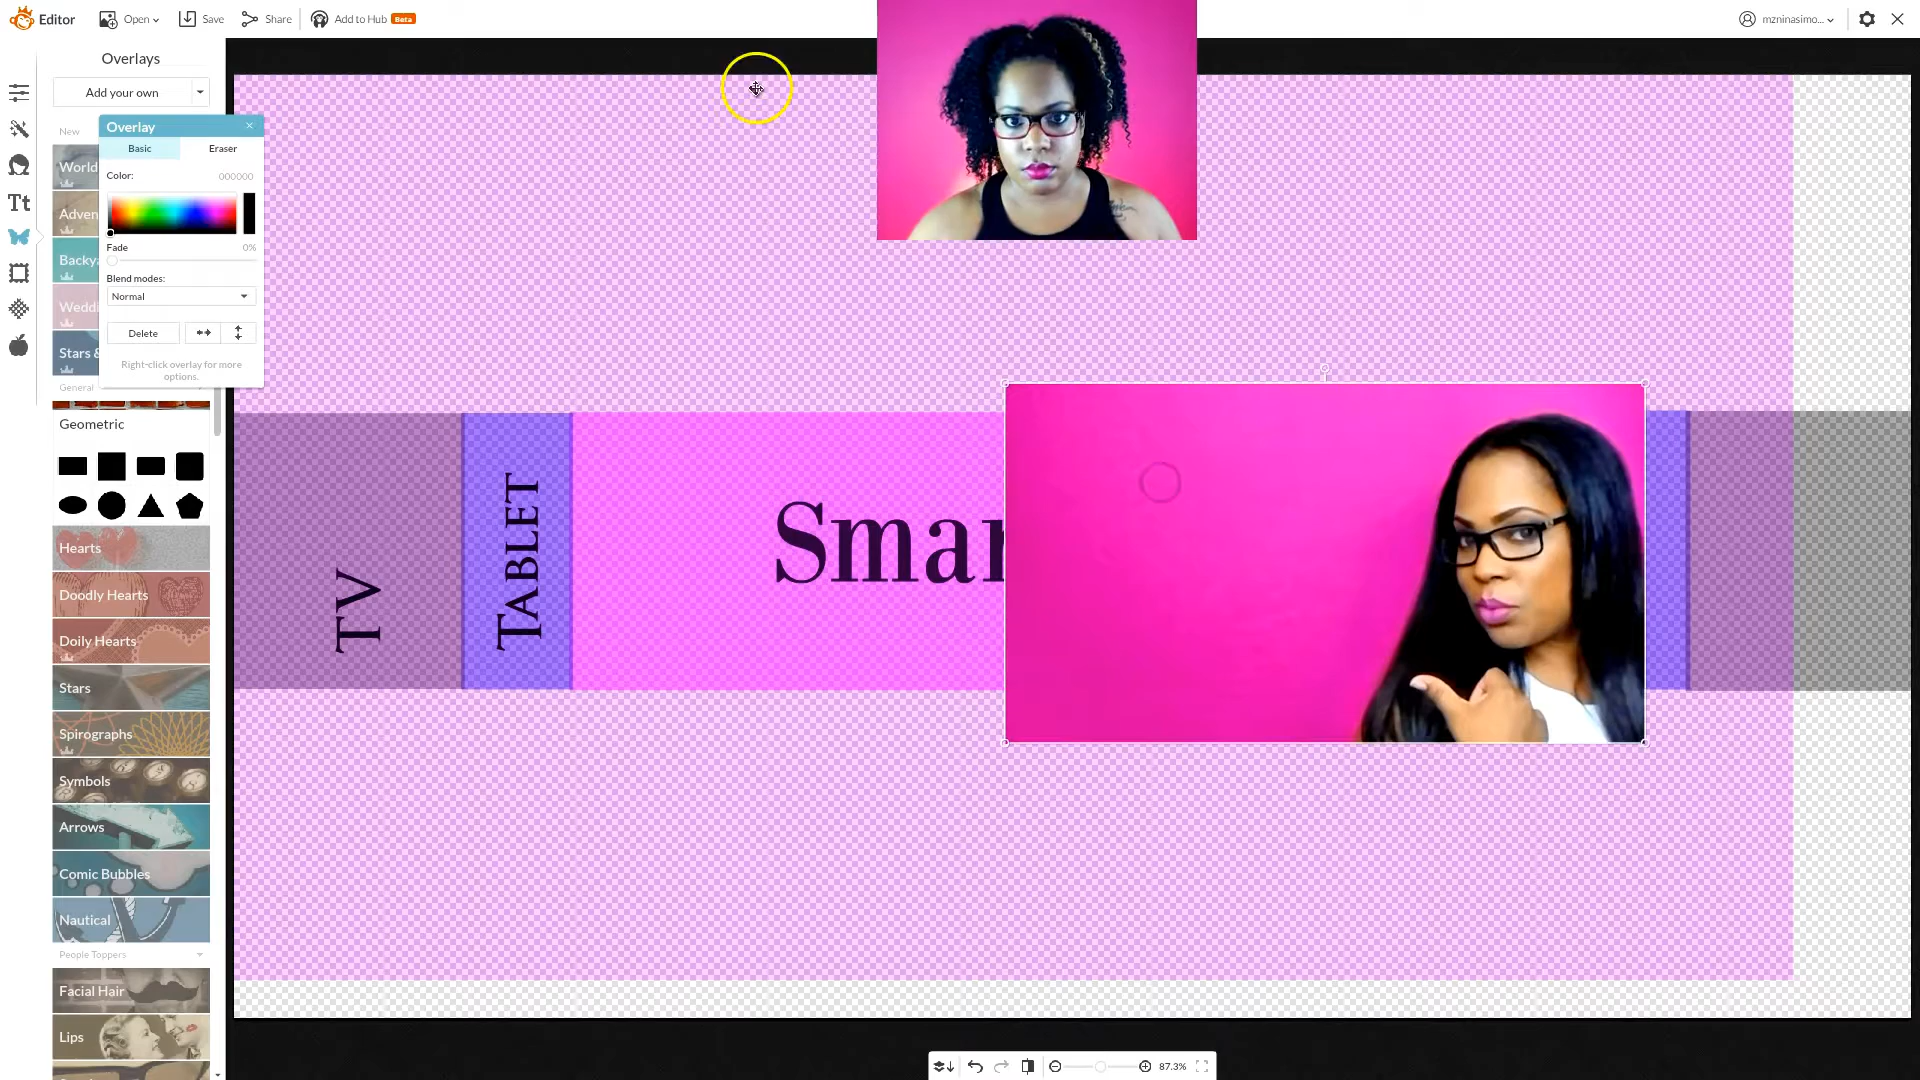 Editor
Open
Save
Share
Add to Hub
Beta
mzninasimo...
Overlays
Add your own
New
World
Adven
Backy
Weddi
Stars &
General
Overlay
Basic
Eraser
Color:
000000
Fade
0%
Blend modes:
Normal
Delete
Right-click overlay for more
options.
Geometric
Hearts
Doodly Hearts
Doily Hearts
Stars
Spirographs
Symbols
Arrows
Comic Bubbles
Nautical
People Toppers
Facial Hair
Lips
Tt
TV
TABLET
Smar
87.3%